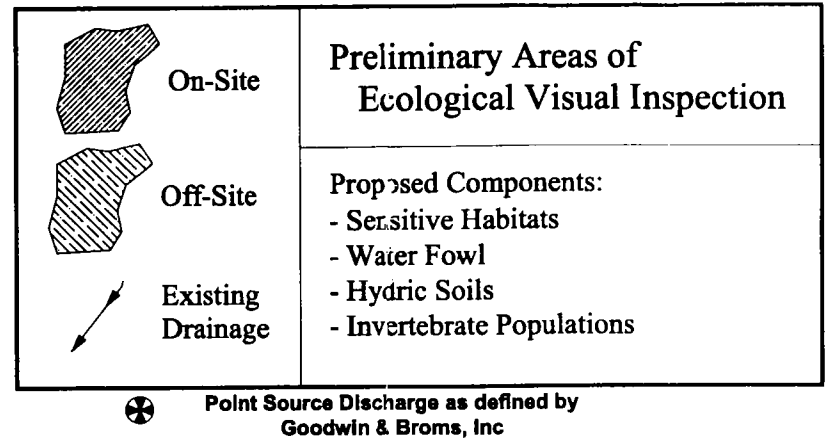 On-Site
Off-Site
Existing
Drainage
Preliminary Areas of
Ecological Visual Inspection
Proposed Components:
- Sensitive Habitats
- Water Fowl
- Hydric Soils
- Invertebrate Populations
Point Source Discharge as defined by
Goodwin & Broms, Inc